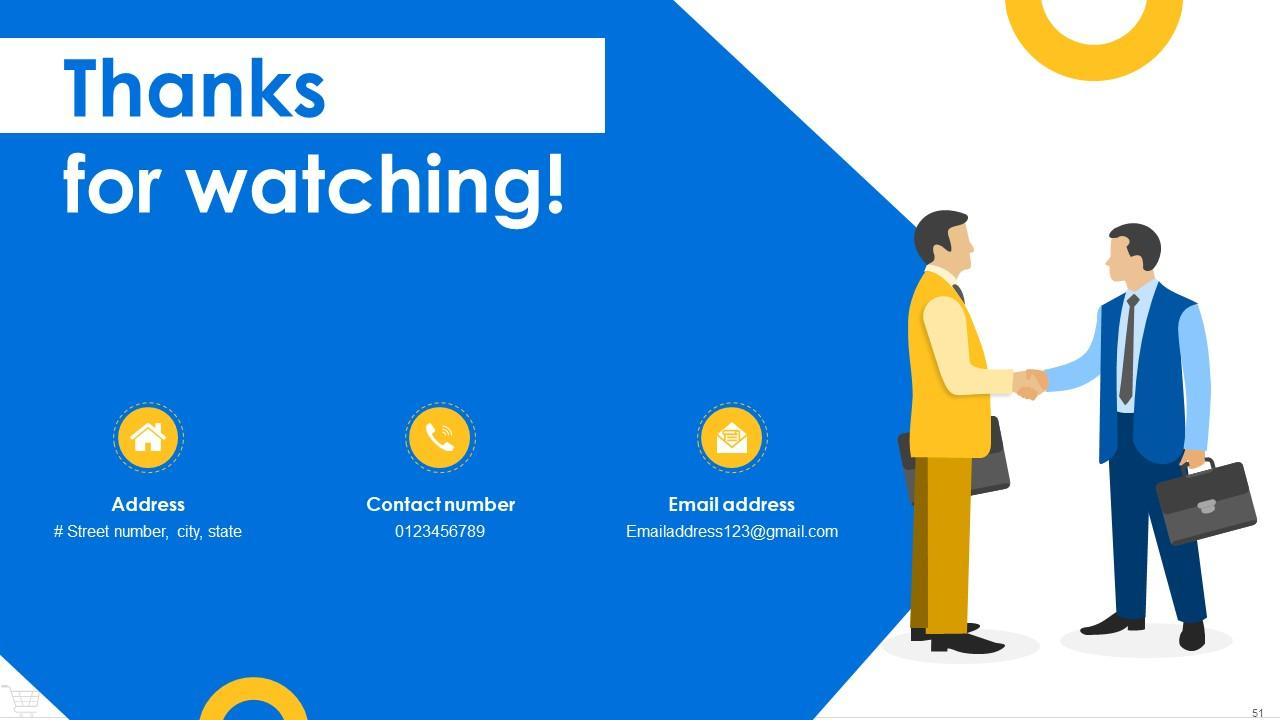 Thanks
for watching!
Address
# Street number, city, state
Contact number
0123456789
Email address
Emailaddress123@gmail.com
51